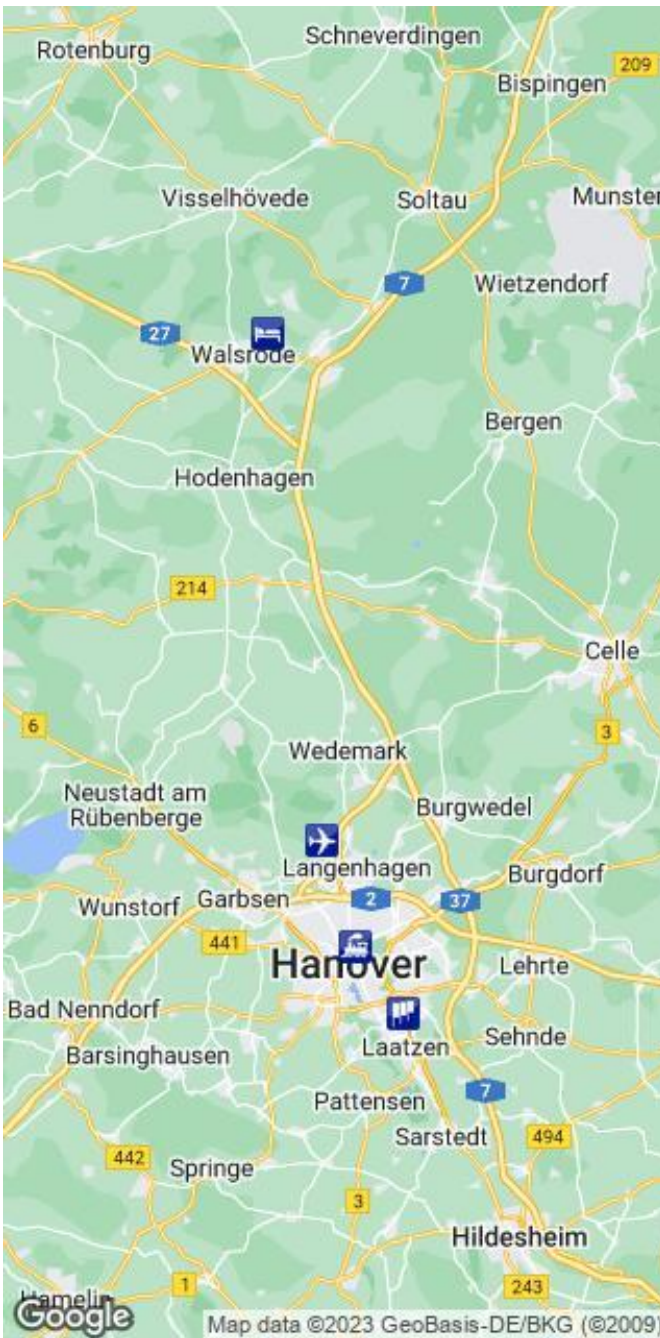 Schneverdingen
Rotenburg
209
Bispingen
Visselhövede
Soltau
Munster
7
Wietzendorf
27
Walsrode
Bergen
Hodenhagen
214
Celle
6
3
Wedemark
Neustadt am
Rübenberge
Burgwedel
Langenhagen
Burgdorf
Garbsen
2
37
Wunstorf
441
Hanover
Lehrte
Bad Nenndorf
Sehnde
Laatzen
Barsinghausen
7
Pattensen
Sarstedt
494
442
Springe
3
Hildesheim
1
243
Hamelin
Google
Map data ©2023 GeoBasis-DE/BKG (©2009)